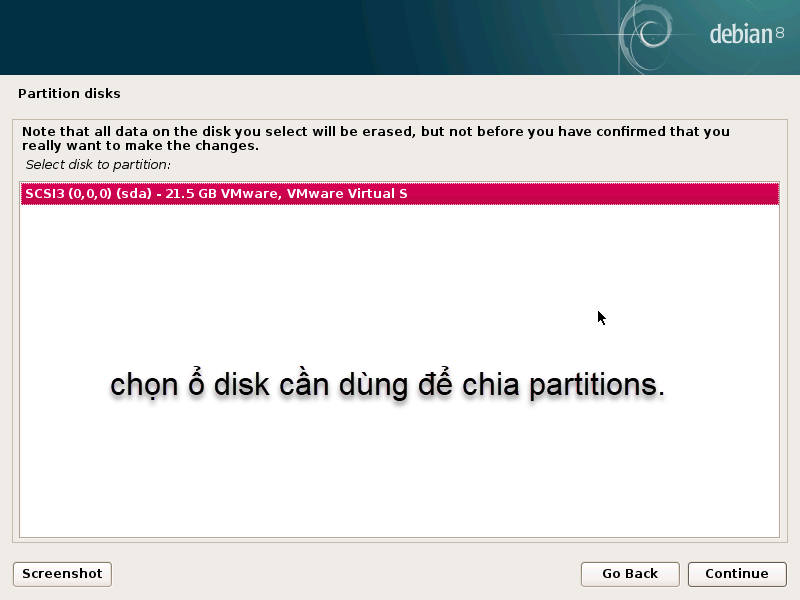 debian 8
Partition disks
Note that all data on the disk you select will be erased, but not before you have confirmed that you
really want to make the changes.
Select disk to partition:
SCSI3 (0,0,0) (sda) - 21.5 GB VMware, VMware Virtual S
chọn ổ disk cần dùng để chia partitions.
Screenshot
Go Back
Continue